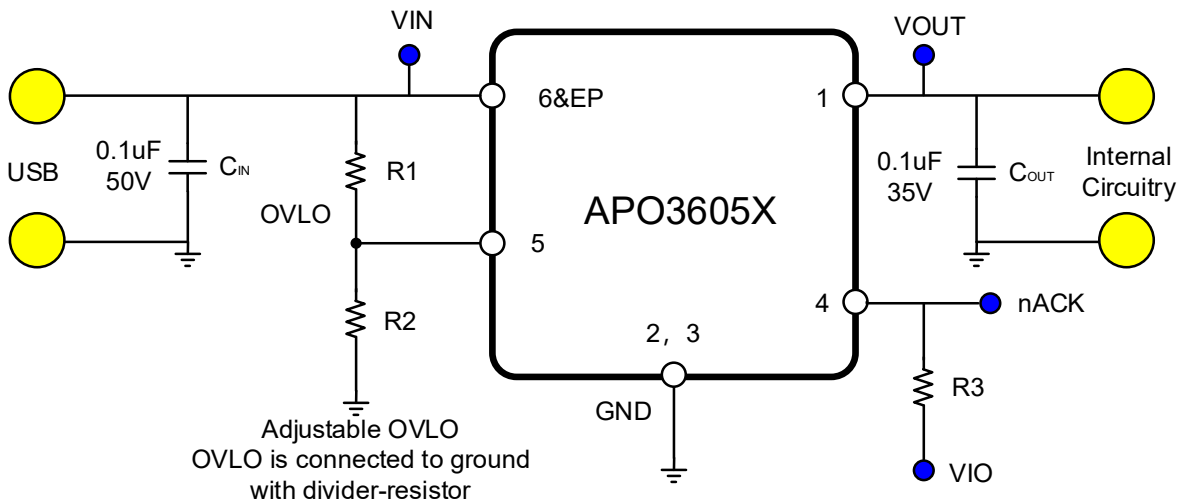 VIN
VOUT
6&EP
1
USB
0.1uF
50V
CIN
R1
OVLO
5
APO3605X
0.1uF
35V
COUT
Internal
Circuitry
R2
4
nACK
2, 3
GND
R3
VIO
Adjustable OVLO
OVLO is connected to ground
with divider-resistor